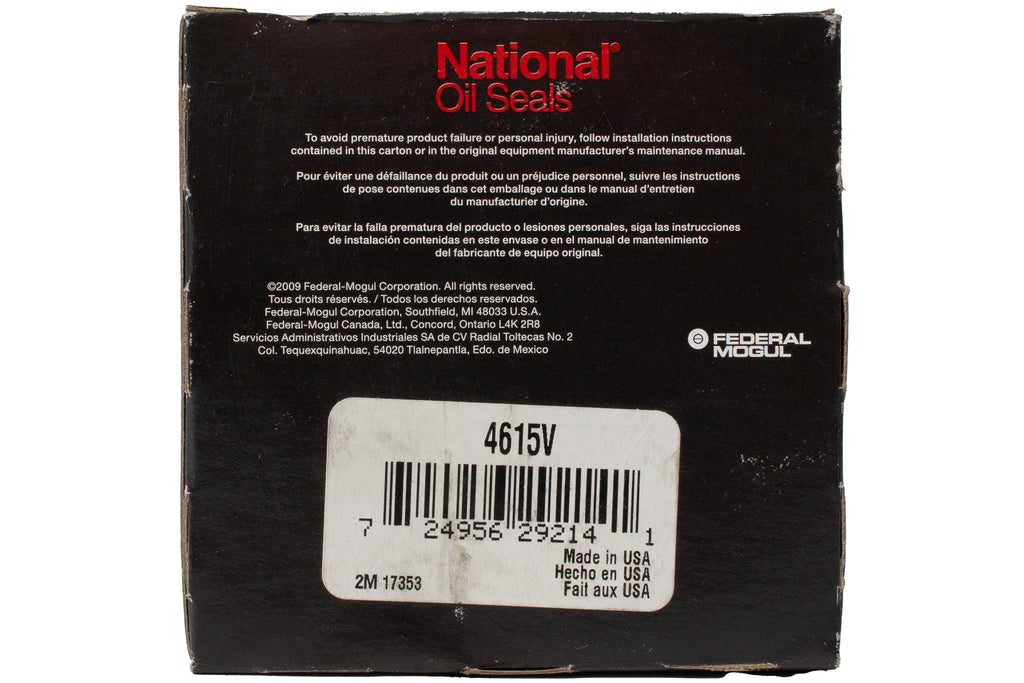 National®
Oil Seals
To avoid premature product failure or personal injury, follow installation instructions
contained in this carton or in the original equipment manufacturer's maintenance manual.
Pour éviter une défaillance du produit ou un préjudice personnel, suivre les instructions
de pose contenues dans cet emballage ou dans le manuel d'entretien
du manufacturier d'origine.
Para evitar la falla prematura del producto o lesiones personales, siga las instrucciones
de instalación contenidas en este envase o en el manual de mantenimiento
del fabricante de equipo original.
©2009 Federal-Mogul Corporation. All rights reserved.
Tous droits réservés. / Todos los derechos reservados.
Federal-Mogul Corporation, Southfield, MI 48033 U.S.A.
Federal-Mogul Canada, Ltd., Concord, Ontario L4K 2R8
Servicios Administrativos Industriales SA de CV Radial Toltecas No. 2
Col. Tequexquinahuac, 54020 Tlalnepantla, Edo. de Mexico
FEDERAL
MOGUL
4615V
7 24956 29214 1
Made in USA
Hecho en USA
Fait aux USA
2M 17353